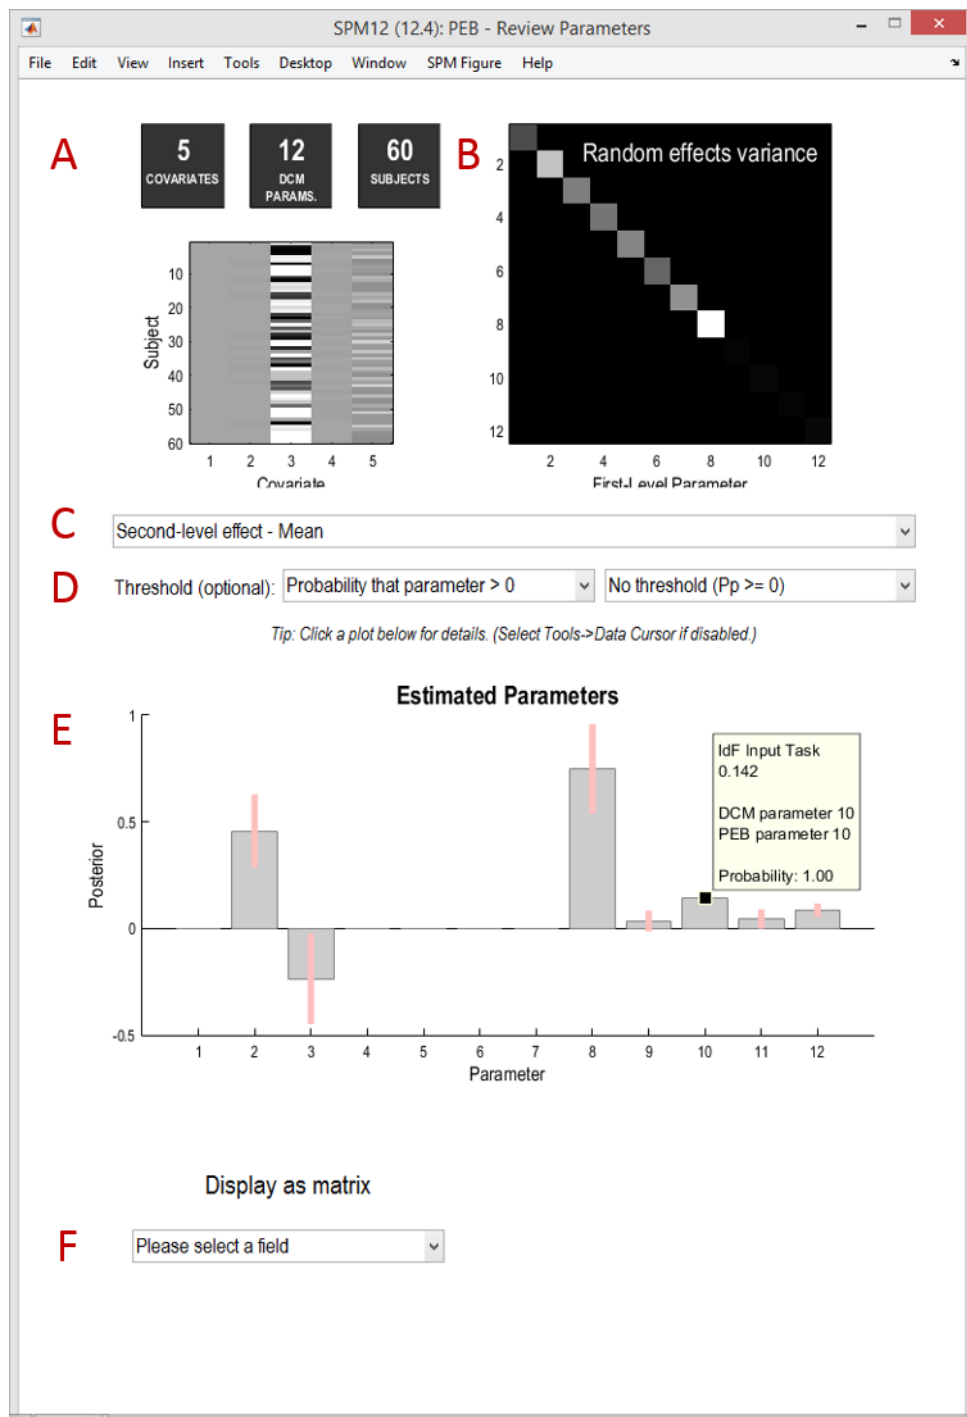 SPM12 (12.4): PEB - Review Parameters
File Edit View Insert Tools Desktop Window SPM Figure Help
A
5
COVARIATES
12
DCM
PARAMS.
60
SUBJECTS
B
Random effects variance
2
4
6
8
10
12
2 4 6 8 10 12
First-Level Parameter
Subject
10
20
30
40
50
60
1 2 3 4 5
Covariate
C
Second-level effect - Mean
D
Threshold (optional): Probability that parameter > 0 No threshold (Pp >= 0)
Tip: Click a plot below for details. (Select Tools->Data Cursor if disabled.)
E
Estimated Parameters
Posterior
1
0.5
0
-0.5
1 2 3 4 5 6 7 8 9 10 11 12
Parameter
IdF Input Task
0.142
DCM parameter 10
PEB parameter 10
Probability: 1.00
Display as matrix
F
Please select a field